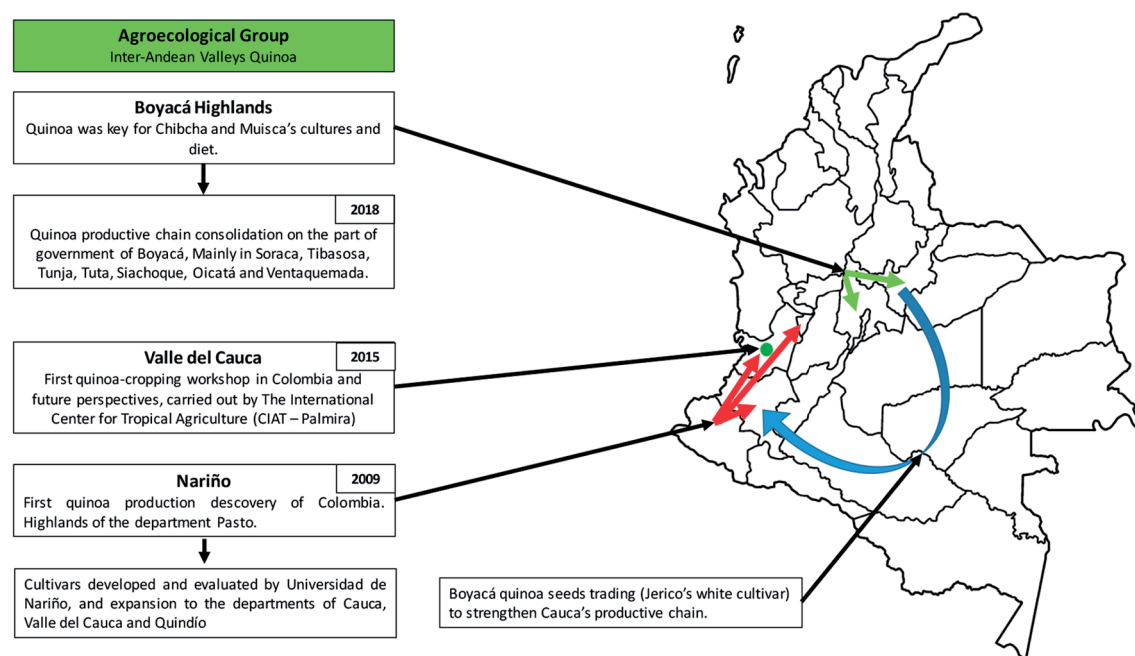 Agroecological Group
Inter-Andean Valleys Quinoa
Boyacá Highlands
Quinoa was key for Chibcha and Muisca's cultures and
diet.
2018
Quinoa productive chain consolidation on the part of
government of Boyacá, Mainly in Soraca, Tibasosa,
Tunja, Tuta, Siachoque, Oicatá and Ventaquemada.
Valle del Cauca
2015
First quinoa-cropping workshop in Colombia and
future perspectives, carried out by The International
Center for Tropical Agriculture (CIAT – Palmira)
Nariño
2009
First quinoa production descovery of Colombia.
Highlands of the department Pasto.
Cultivars developed and evaluated by Universidad de
Nariño, and expansion to the departments of Cauca,
Valle del Cauca and Quindío
Boyacá quinoa seeds trading (Jerico's white cultivar)
to strengthen Cauca's productive chain.